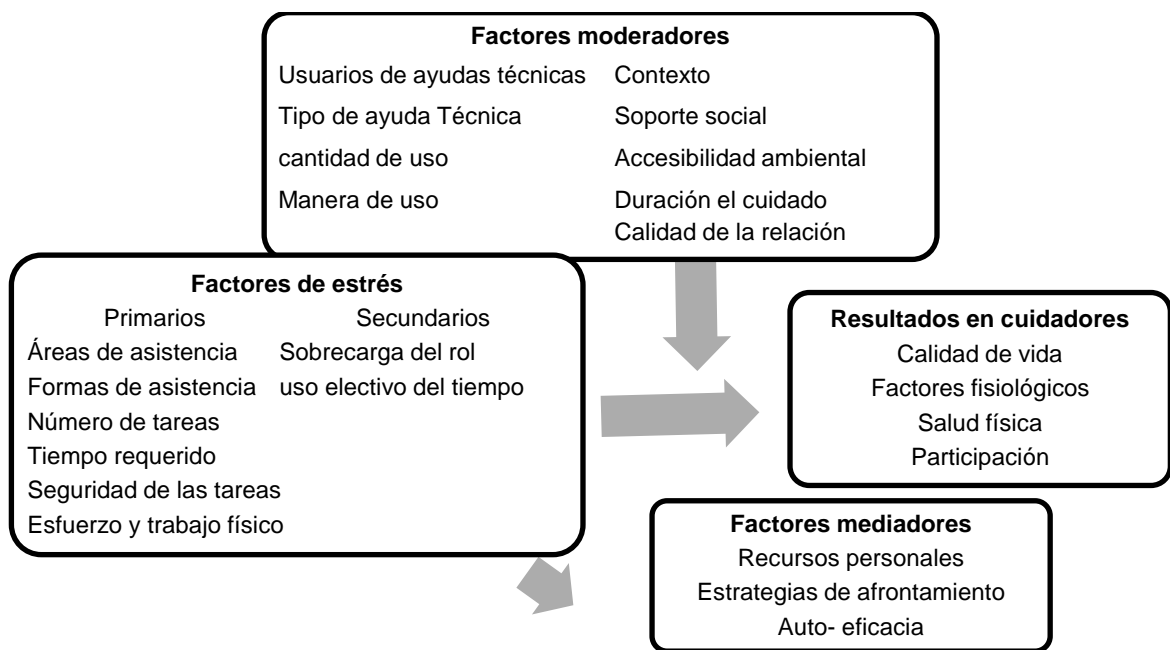 Factores moderadores
Usuarios de ayudas técnicas
Tipo de ayuda Técnica
cantidad de uso
Manera de uso
Contexto
Soporte social
Accesibilidad ambiental
Duración el cuidado
Calidad de la relación
Factores de estrés
Primarios
Áreas de asistencia
Formas de asistencia
Número de tareas
Tiempo requerido
Seguridad de las tareas
Esfuerzo y trabajo físico
Secundarios
Sobrecarga del rol
uso electivo del tiempo
Resultados en cuidadores
Calidad de vida
Factores fisiológicos
Salud física
Participación
Factores mediadores
Recursos personales
Estrategias de afrontamiento
Auto- eficacia